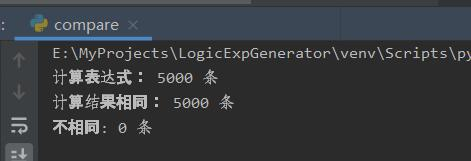 compare
E:\MyProjects\LogicExpGenerator\venv\Scripts\py
计算表达式： 5000 条
计算结果相同： 5000 条
不相同: 0 条